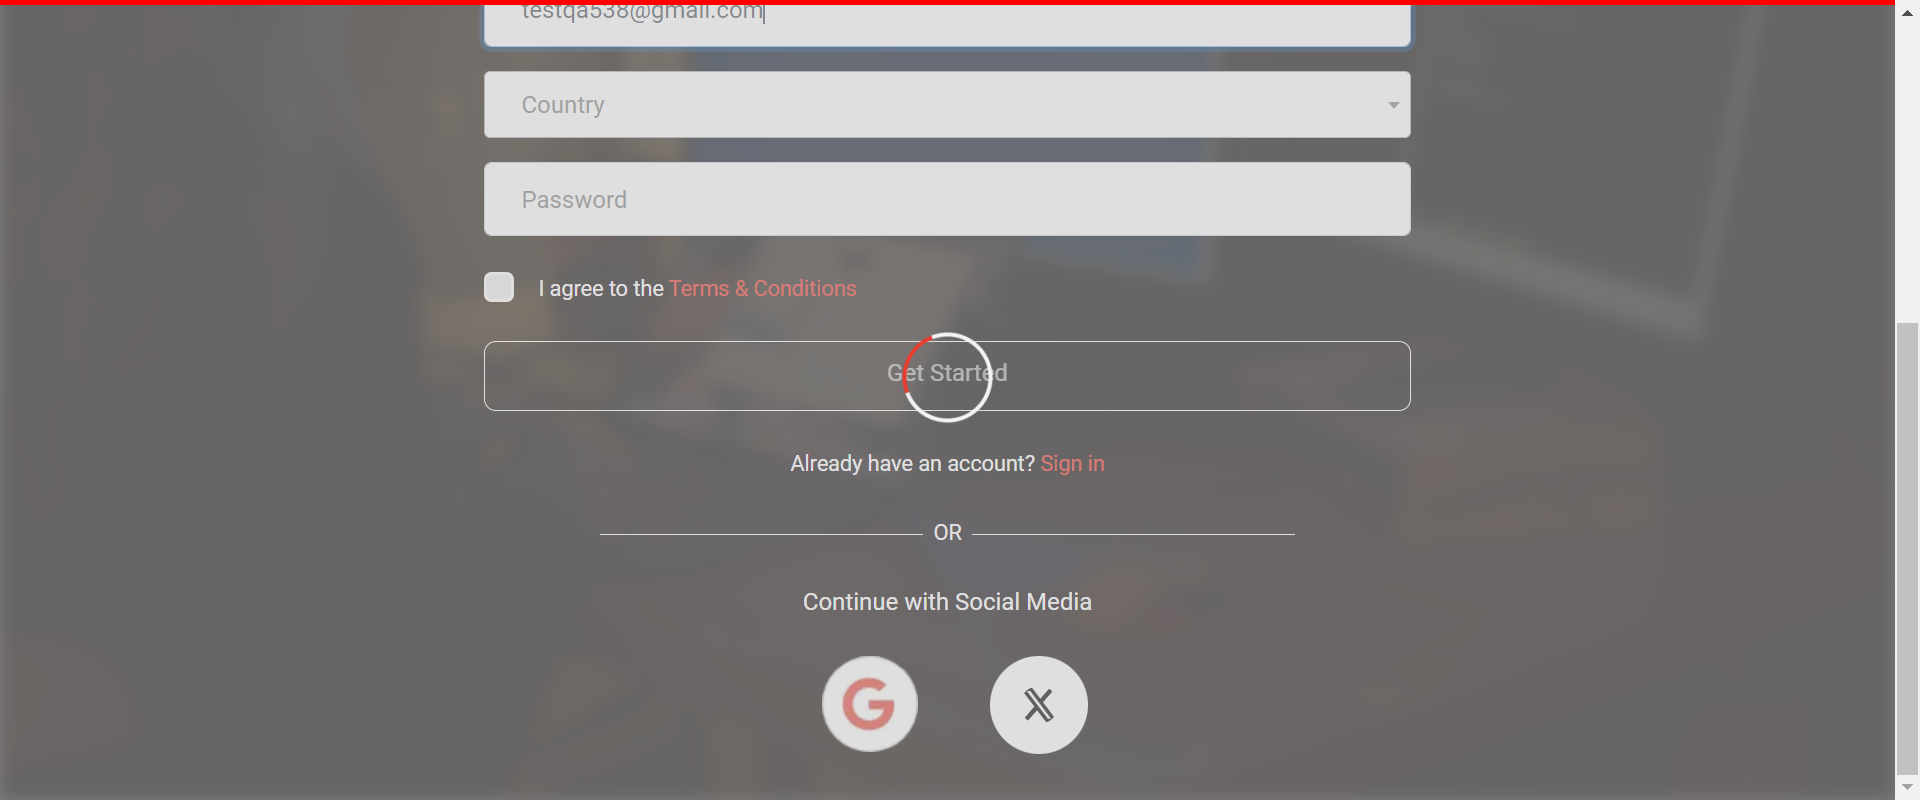 testqa538@gmail.com
Country
Password
I agree to the Terms & Conditions
Get Started
Already have an account? Sign in
OR
Continue with Social Media
G
X